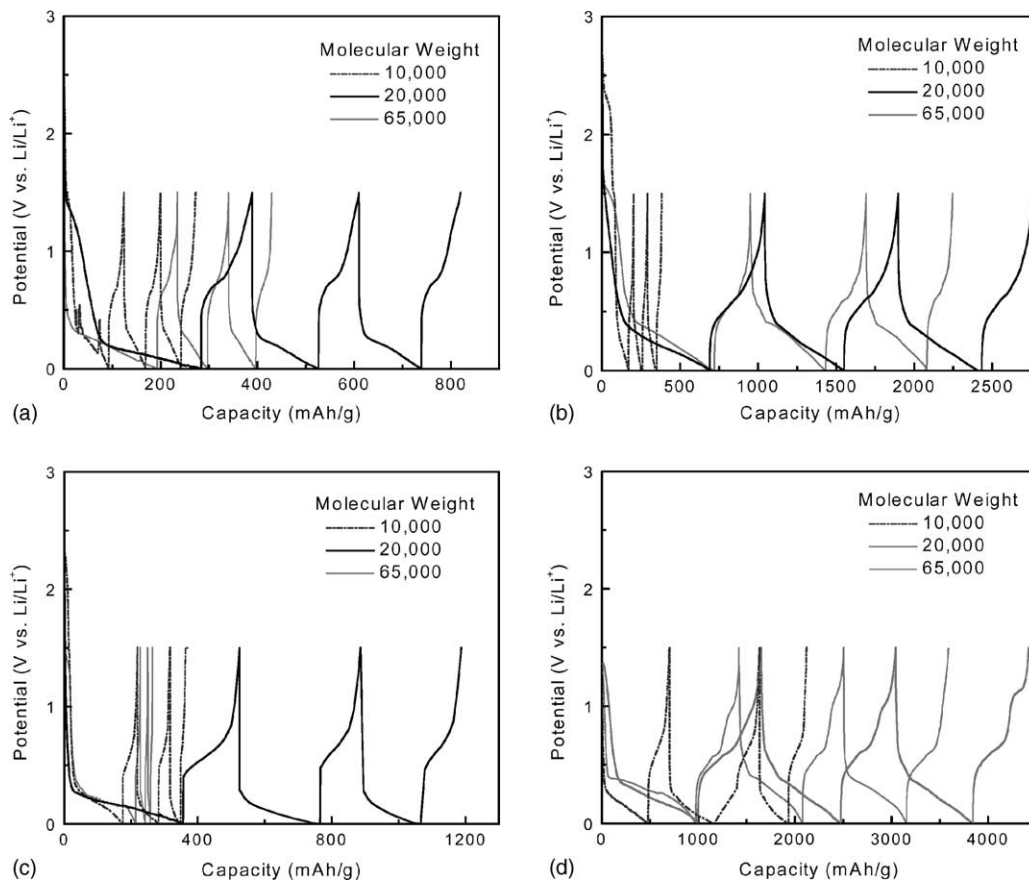 3
2
1
0
Potential (V vs. Li/Li⁺)
Molecular Weight
10,000
20,000
65,000
0 200 400 600 800
Capacity (mAh/g)
(a)
3
2
1
0
Potential (V vs. Li/Li⁺)
Molecular Weight
10,000
20,000
65,000
0 500 1000 1500 2000 2500
Capacity (mAh/g)
(b)
3
2
1
0
Potential (V vs. Li/Li⁺)
Molecular Weight
10,000
20,000
65,000
0 400 800 1200
Capacity (mAh/g)
(c)
3
2
1
0
Potential (V vs. Li/Li⁺)
Molecular Weight
10,000
20,000
65,000
0 1000 2000 3000 4000
Capacity (mAh/g)
(d)